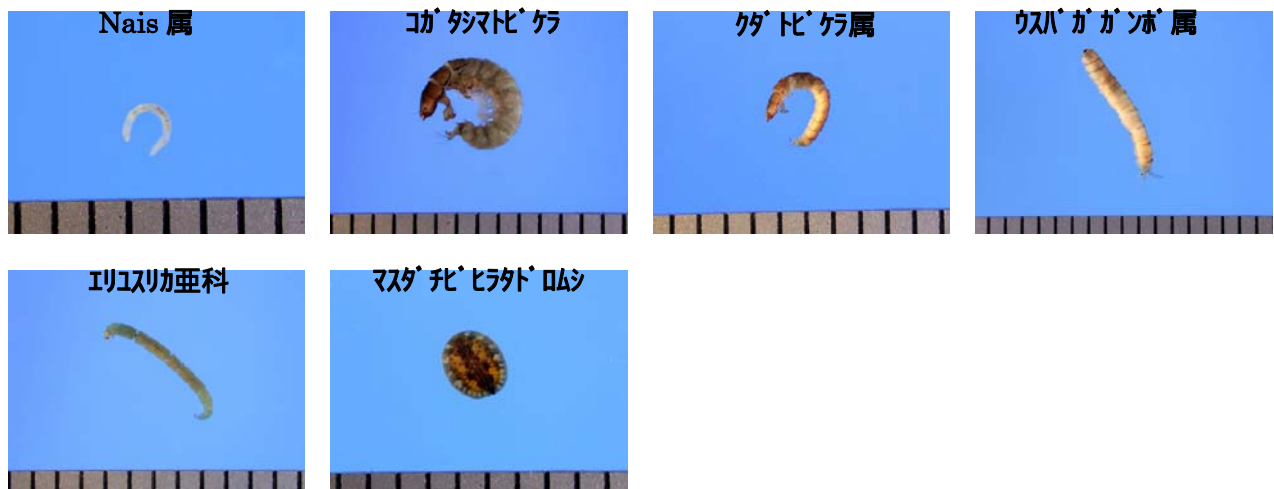 Nais 属
コガタシマトビケラ
クダトビケラ属
ウスバガガンボ属
エリユスリカ亜科
マスダチビヒラタドロムシ